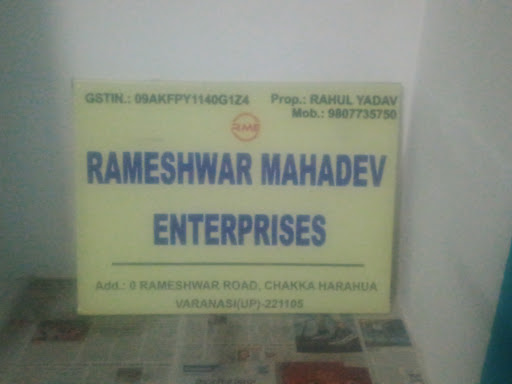 GSTIN.: 09AKFPY1140G1Z4 Prop.: RAHUL YADAV
Mob.: 9807735750
RME
RAMESHWAR MAHADEV
ENTERPRISES
Add.: 0 RAMESHWAR ROAD, CHAKKA HARAHUA
VARANASI(UP)-221105